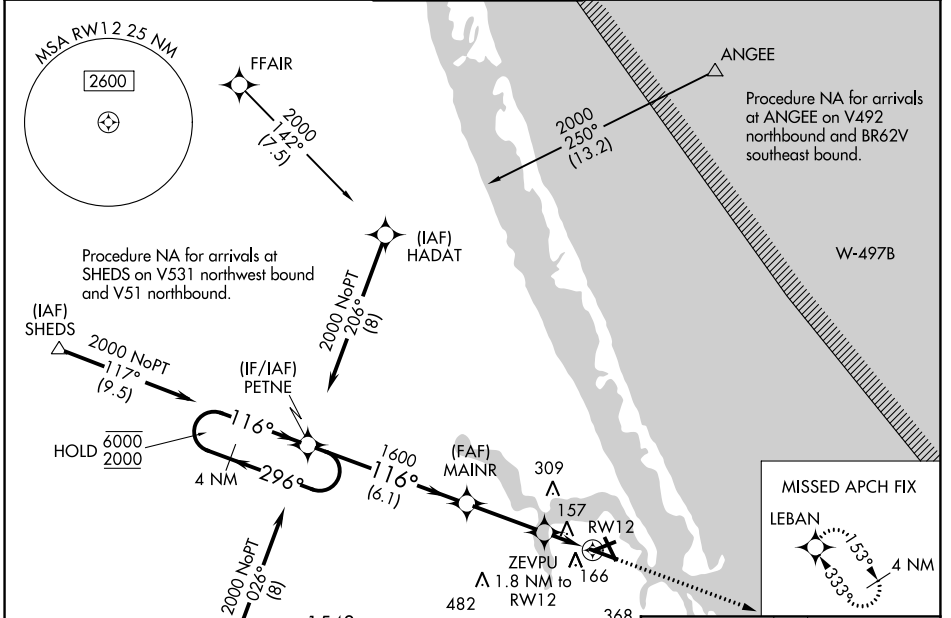 MSA RW12 25 NM
2600
FFAIR
2000
142°
(7.5)
ANGEE
2000
250°
(13.2)
Procedure NA for arrivals
at ANGEE on V492
northbound and BR62V
southeast bound.
W-497B
(IAF)
HADAT
Procedure NA for arrivals at
SHEDS on V531 northwest bound
and V51 northbound.
2000 NoPT
206°
(8)
(IAF)
SHEDS
2000 NoPT
117°
(9.5)
(IF/IAF)
PETNE
116°
HOLD
6000
2000
4 NM
296°
1600
116°
(6.1)
(FAF)
MAINR
309
157
RW12
ZEVPU
1.8 NM to
RW12
166
482
368
2000 NoPT
026°
(8)
MISSED APCH FIX
LEBAN
153°
333°
4 NM